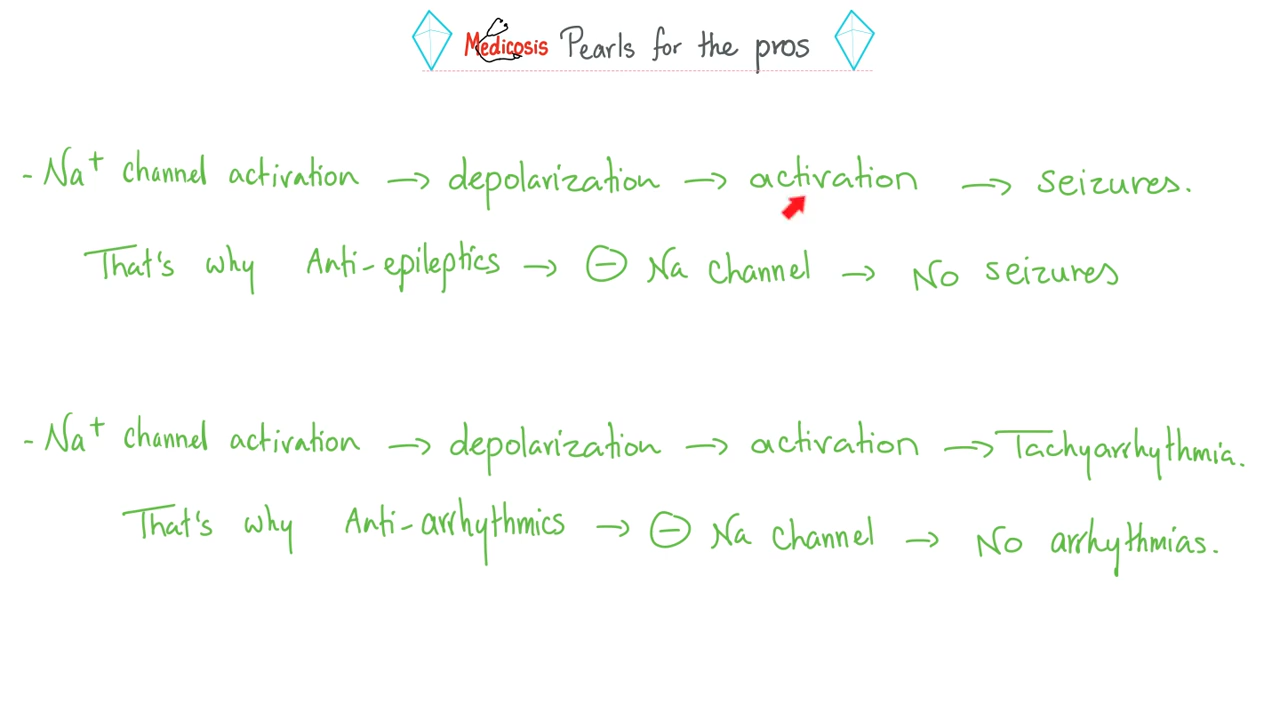 Medicosis Pearls for the pros
- Na+ channel activation → depolarization → activation → seizures.
That's why Anti-epileptics → ⊖ Na channel → No seizures
- Na+ channel activation → depolarization → activation → Tachyarrhythmia.
That's why Anti-arrhythmics → ⊖ Na channel → No arrhythmias.